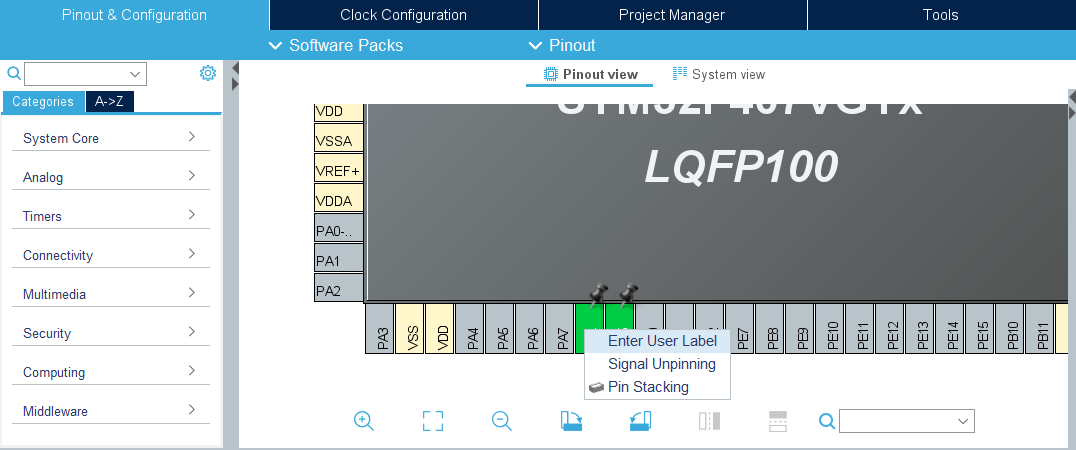 Pinout & Configuration
Clock Configuration
Project Manager
Tools
Software Packs
Pinout
Pinout view
System view
Categories
A->Z
System Core
Analog
Timers
Connectivity
Multimedia
Security
Computing
Middleware
VDD
VSSA
VREF+
VDDA
PA0-..
PA1
PA2
LQFP100
PA3
VSS
VDD
PA4
PA5
PA6
PA7
PE7
PE8
PE9
PE10
PE11
PE12
PE13
PE14
PE15
PB10
PB11
Enter User Label
Signal Unpinning
Pin Stacking